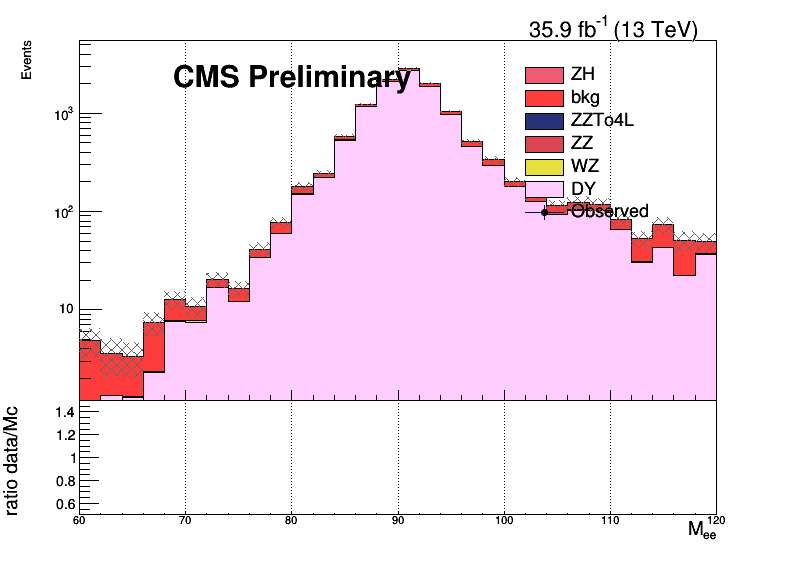 35.9 fb⁻¹ (13 TeV)
Events
CMS Preliminary
ZH
bkg
ZZTo4L
ZZ
WZ
DY
Observed
10³
10²
10
ratio data/Mc
1.4
1.2
1
0.8
0.6
60 70 80 90 100 110 120
Mₑₑ